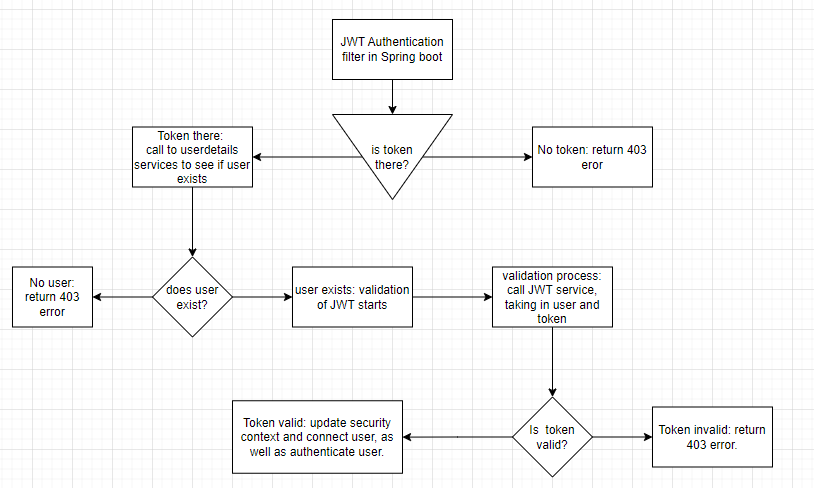 JWT Authentication
filter in Spring boot
Token there:
call to userdetails
services to see if user
exists
is token
there?
No token: return 403
eror
No user:
return 403
error
does user
exist?
user exists: validation
of JWT starts
validation process:
call JWT service,
taking in user and
token
Token valid: update security
context and connect user, as
well as authenticate user.
Is token
valid?
Token invalid: return
403 error.